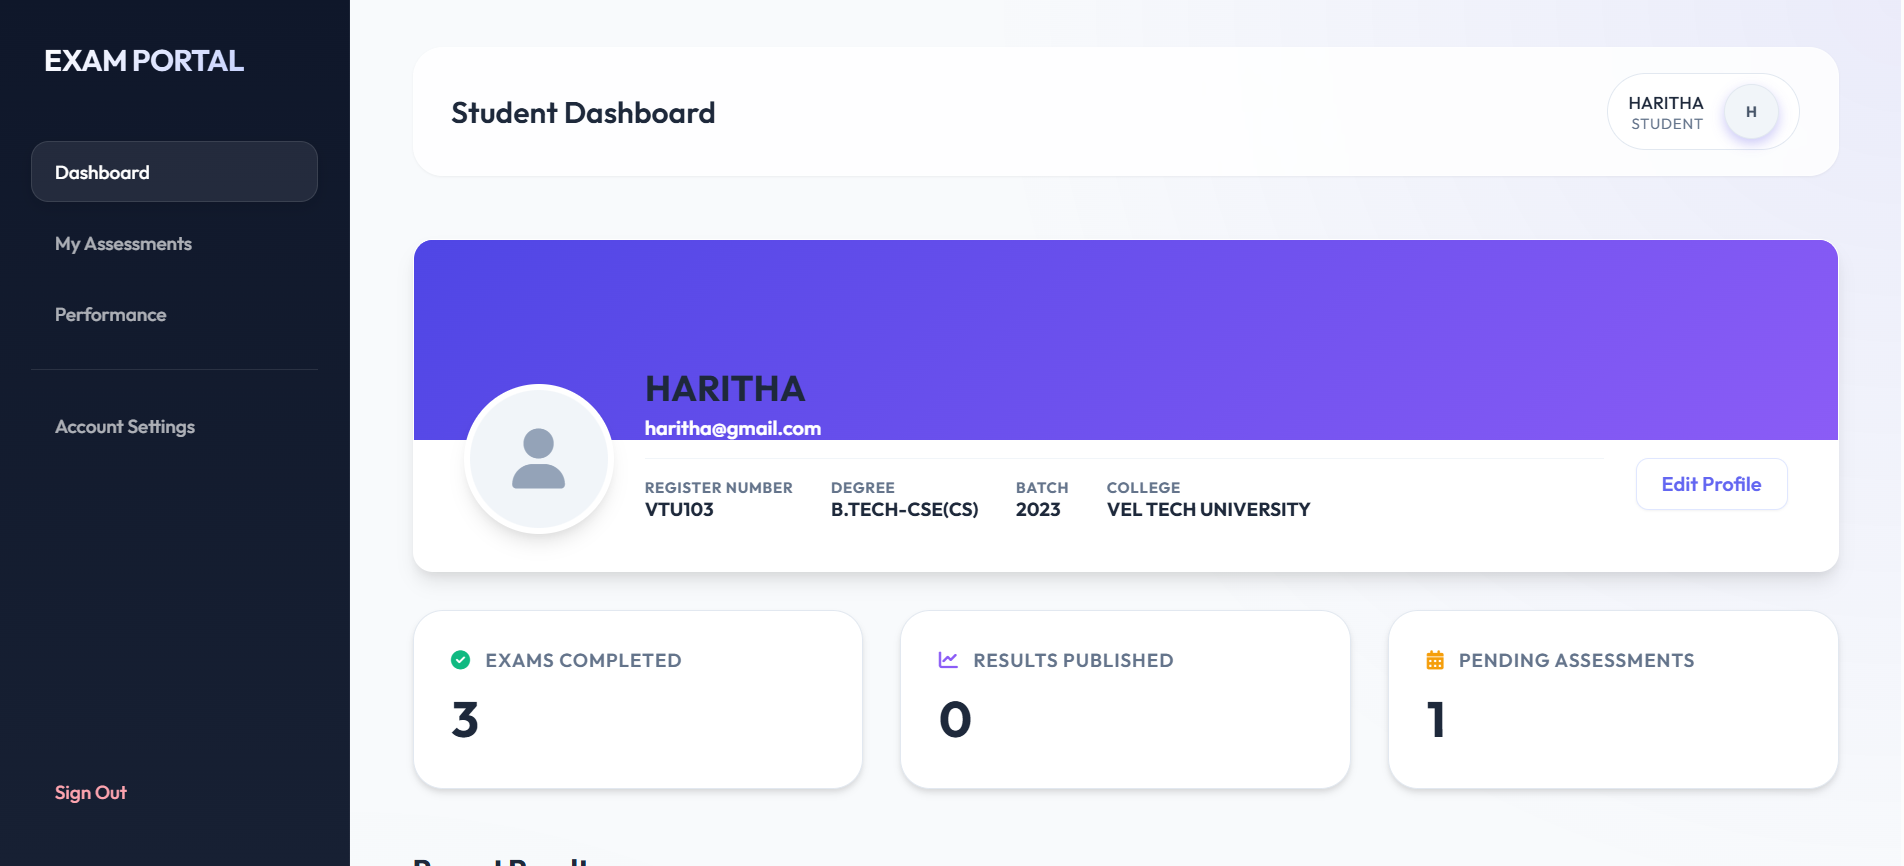 EXAM PORTAL
Dashboard
My Assessments
Performance
Account Settings
Sign Out
Student Dashboard
HARITHA
STUDENT
H
HARITHA
haritha@gmail.com
REGISTER NUMBER
VTU103
DEGREE
B.TECH-CSE(CS)
BATCH
2023
COLLEGE
VEL TECH UNIVERSITY
Edit Profile
EXAMS COMPLETED
3
RESULTS PUBLISHED
0
PENDING ASSESSMENTS
1